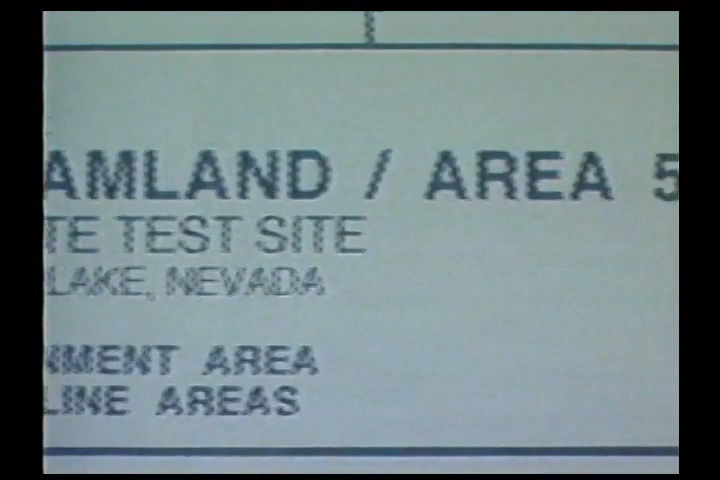 AMLAND / AREA 5
TE TEST SITE
LAKE, NEVADA
NMENT AREA
LINE AREAS